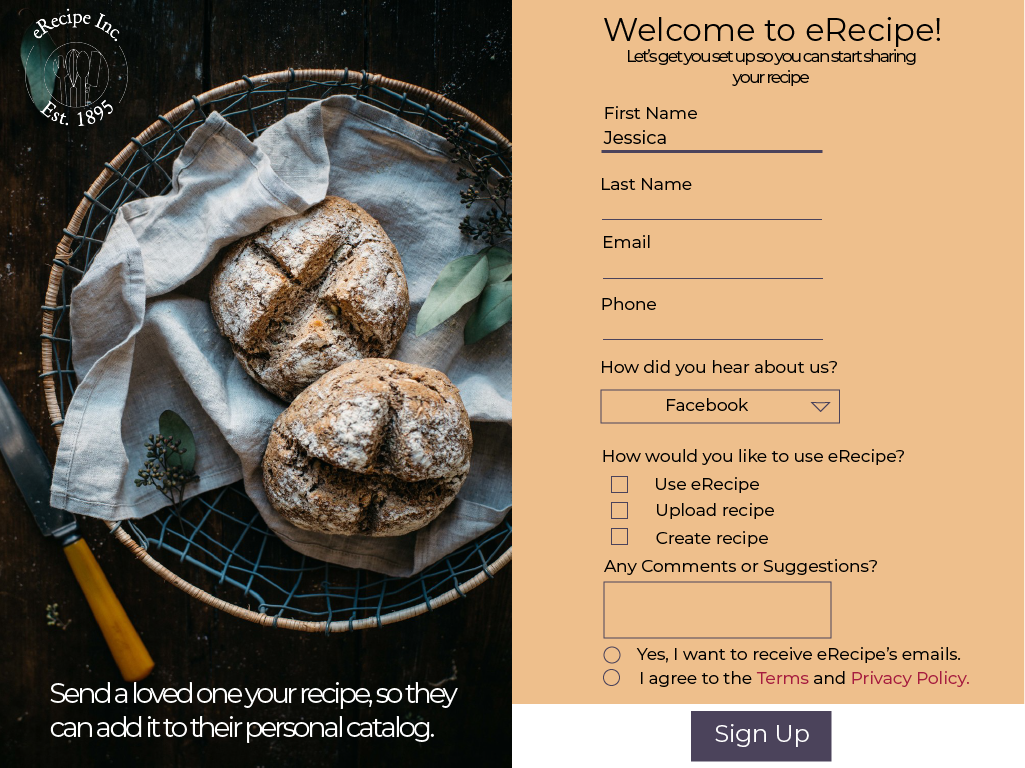 eRecipe Inc.
Est. 1895
Send a loved one your recipe, so they
can add it to their personal catalog.
Welcome to eRecipe!
Let's get you set up so you can start sharing
your recipe
First Name
Jessica
Last Name
Email
Phone
How did you hear about us?
Facebook
How would you like to use eRecipe?
Use eRecipe
Upload recipe
Create recipe
Any Comments or Suggestions?
Yes, I want to receive eRecipe’s emails.
I agree to the Terms and Privacy Policy.
Sign Up